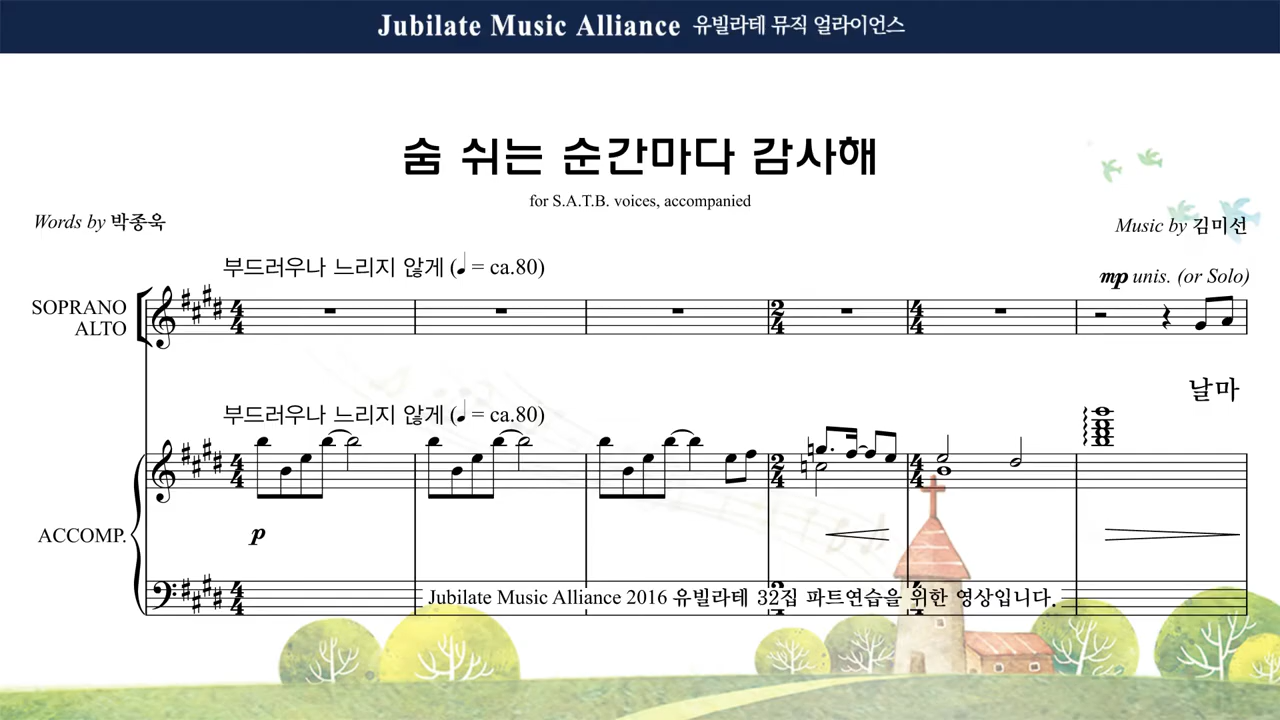 Jubilate Music Alliance 유빌라테 뮤직 얼라이언스
숨 쉬는 순간마다 감사해
for S.A.T.B. voices, accompanied
Words by 박종욱
Music by 김미선
부드러우나 느리지 않게 (♩ = ca.80)
mp unis. (or Solo)
SOPRANO
ALTO
날마
부드러우나 느리지 않게 (♩ = ca.80)
ACCOMP.
p
Jubilate Music Alliance 2016 유빌라테 32집 파트연습을 위한 영상입니다.